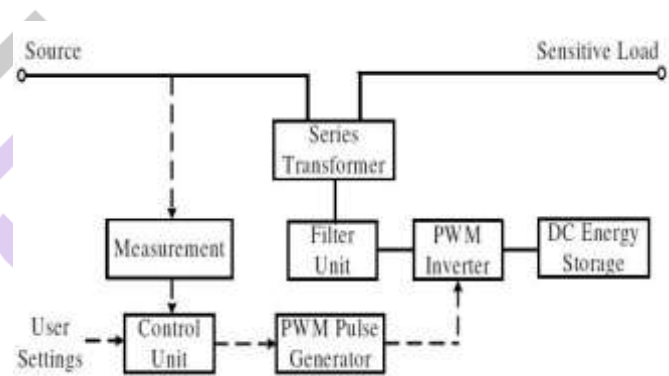 Source
Sensitive Load
Series
Transformer
Measurement
Filter
Unit
PWM
Inverter
DC Energy
Storage
User
Settings
Control
Unit
PWM Pulse
Generator